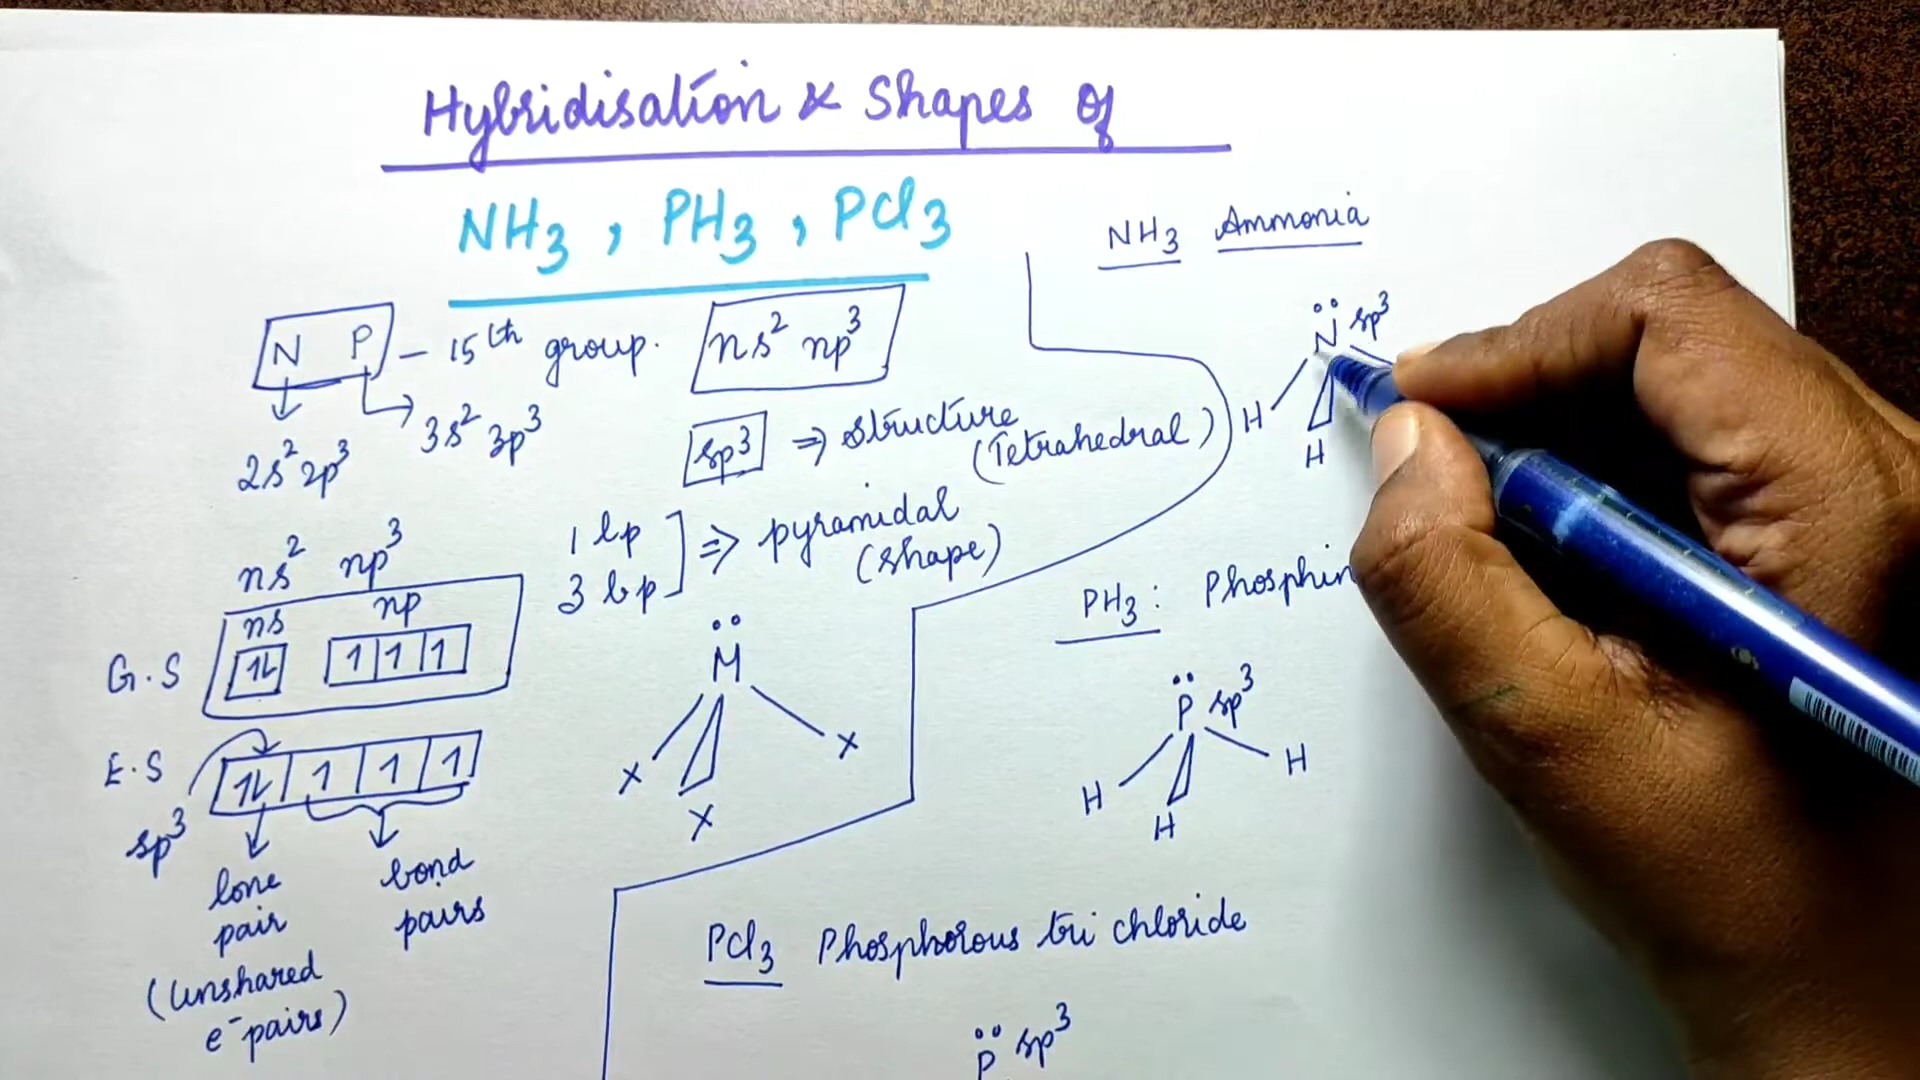 Hybridisation & Shapes of
NH3 , PH3 , PCl3
N P – 15th group. ns² np³
2s² 2p³
3s² 3p³
sp³ ⇒ structure
(Tetrahedral)
1 lp
3 bp
⇒ pyramidal
(shape)
ns² np³
ns np
G.S 1L 1 1 1
E.S 1L 1 1 1
sp³
lone
pair
(unshared
e⁻pairs)
bond
pairs
M
X X
X
NH3 Ammonia
N sp³
H
H
PH3 : Phosphin
P sp³
H H
H
PCl3 Phosphorous tri chloride
P sp³